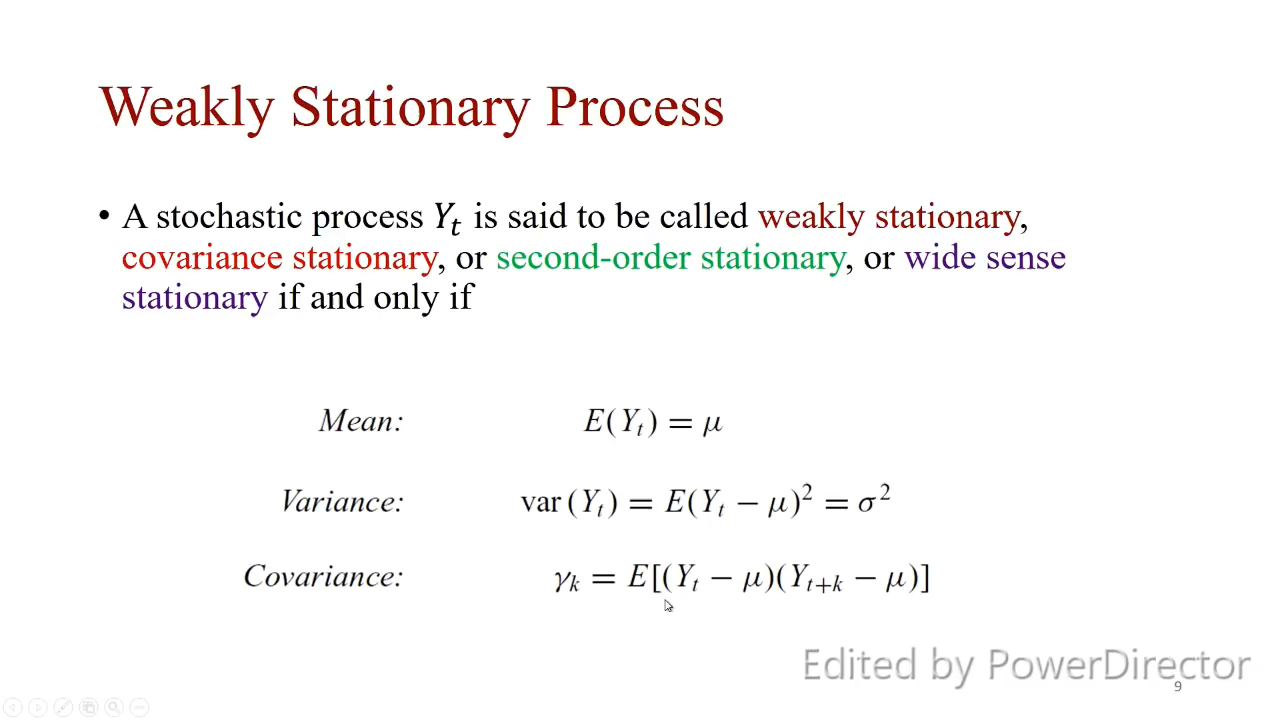 Weakly Stationary Process
• A stochastic process Yₜ is said to be called weakly stationary,
covariance stationary, or second-order stationary, or wide sense
stationary if and only if
Mean: E(Yₜ) = μ
Variance: var (Yₜ) = E(Yₜ − μ)² = σ²
Covariance: γₖ = E[(Yₜ − μ)(Yₜ₊ₖ − μ)]
Edited by PowerDirector
9